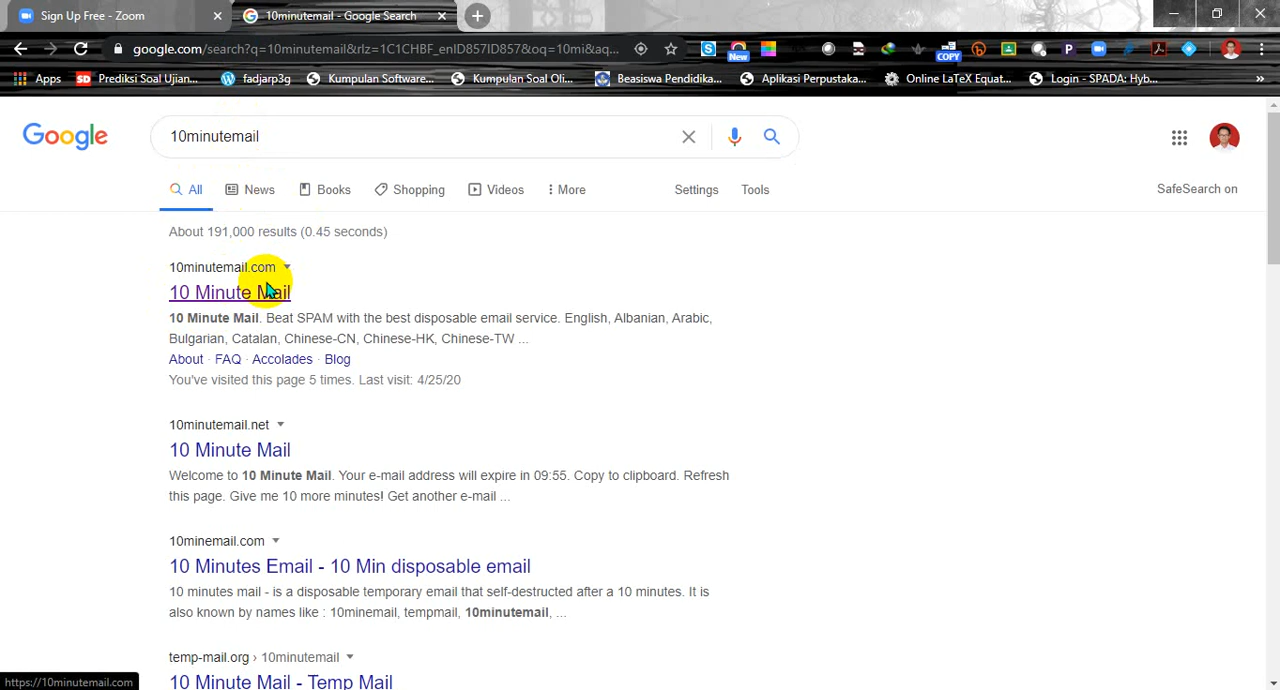 Sign Up Free - Zoom
10minutemail - Google Search
google.com/search?q=10minutemail&rlz=1C1CHBF_enID857ID857&oq=10mi&aq...
New
COPY
Apps
Prediksi Soal Ujian...
fadjarp3g
Kumpulan Software...
Kumpulan Soal Oli...
Beasiswa Pendidika...
Aplikasi Perpustaka...
Online LaTeX Equat...
Login - SPADA: Hyb...
»
Google
10minutemail
All
News
Books
Shopping
Videos
More
Settings
Tools
SafeSearch on
About 191,000 results (0.45 seconds)
10minutemail.com
10 Minute Mail
10 Minute Mail. Beat SPAM with the best disposable email service. English, Albanian, Arabic,
Bulgarian, Catalan, Chinese-CN, Chinese-HK, Chinese-TW ...
About · FAQ · Accolades · Blog
You've visited this page 5 times. Last visit: 4/25/20
10minutemail.net
10 Minute Mail
Welcome to 10 Minute Mail. Your e-mail address will expire in 09:55. Copy to clipboard. Refresh
this page. Give me 10 more minutes! Get another e-mail ...
10minemail.com
10 Minutes Email - 10 Min disposable email
10 minutes mail - is a disposable temporary email that self-destructed after a 10 minutes. It is
also known by names like : 10minemail, tempmail, 10minutemail, ...
temp-mail.org › 10minutemail
10 Minute Mail - Temp Mail
https://10minutemail.com